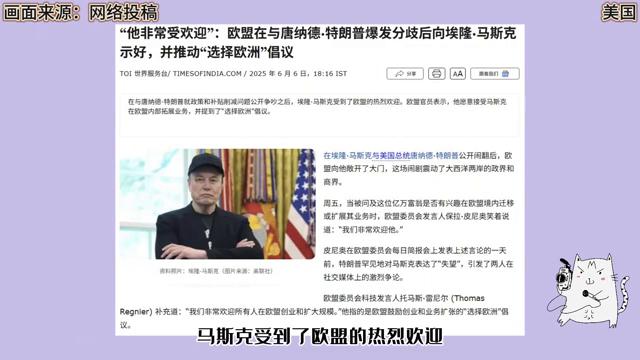 画面来源：网络投稿
美国
“他非常受欢迎”：欧盟在与唐纳德·特朗普爆发分歧后向埃隆·马斯克
示好，并推动“选择欧洲”倡议
TOI 世界服务台/ TIMESOFINDIA.COM / 2025 年 6 月 6 日，18:16 IST
分享
AA
跟着我们
在与唐纳德·特朗普就政策和补贴削减问题公开争吵之后，埃隆·马斯克受到了欧盟的热烈欢迎。欧盟官员表示，他愿意接受马斯克
在欧盟内部拓展业务，并提到了“选择欧洲”倡议。
在埃隆·马斯克与美国总统唐纳德·特朗普公开闹翻后，欧
盟向他敞开了大门，这场闹剧震动了大西洋两岸的政界和
商界。
周五，当被问及这位亿万富翁是否有兴趣在欧盟境内迁移
或扩展其业务时，欧盟委员会发言人保拉·皮尼奥笑着说
道：“我们非常欢迎他。”
皮尼奥在欧盟委员会每日简报会上发表上述言论的一天
前，特朗普罕见地对马斯克表达了“失望”，引发了两人在
社交媒体上的激烈争论。
资料照片：埃隆·马斯克（图片来源：美联社）
欧盟委员会科技发言人托马斯·雷尼尔 (Thomas
Regnier) 补充道：“我们非常欢迎所有人在欧盟创业和扩大规模。”他指的是欧盟鼓励创业和业务扩张的“选择欧洲”倡
议。
马斯克受到了欧盟的热烈欢迎